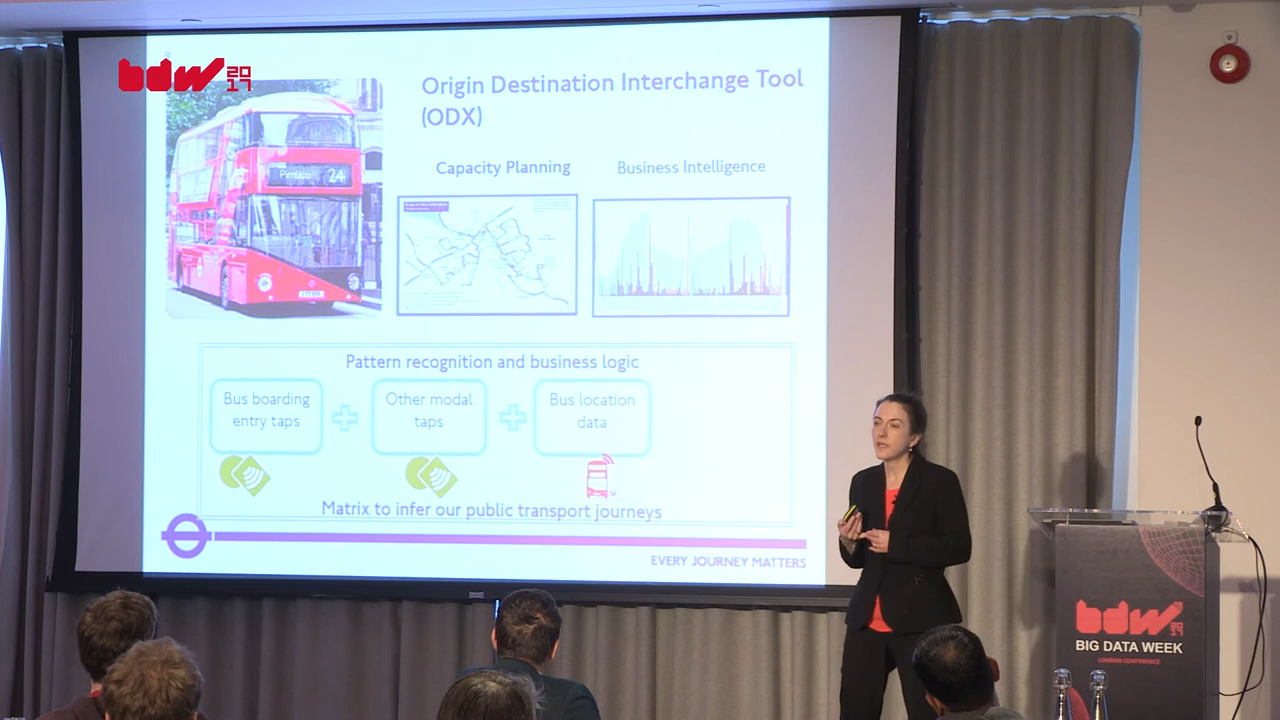 bdw 2017
Origin Destination Interchange Tool
(ODX)
Capacity Planning
Business Intelligence
Pimlico 24
Pattern recognition and business logic
Bus boarding
entry taps
Other modal
taps
Bus location
data
Matrix to infer our public transport journeys
EVERY JOURNEY MATTERS
bdw 2017
BIG DATA WEEK
LONDON CONFERENCE